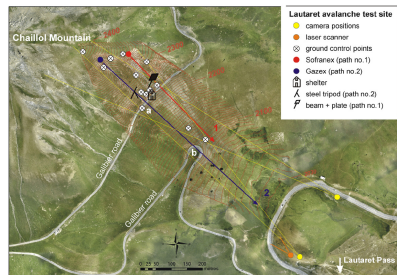 Lautaret avalanche test site
camera positions
laser scanner
ground control points
Sofranex (path no.1)
Gazex (path no.2)
shelter
steel tripod (path no.2)
beam + plate (path no.1)
Chaillol Mountain
a
1
b
2
Galibier road
Galibier road
Lautaret Pass